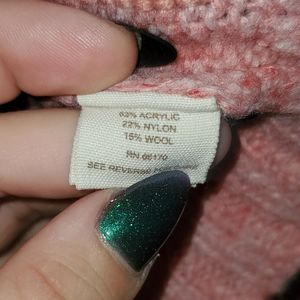 63% ACRYLIC
22% NYLON
15% WOOL
RN
SEE REVERSE